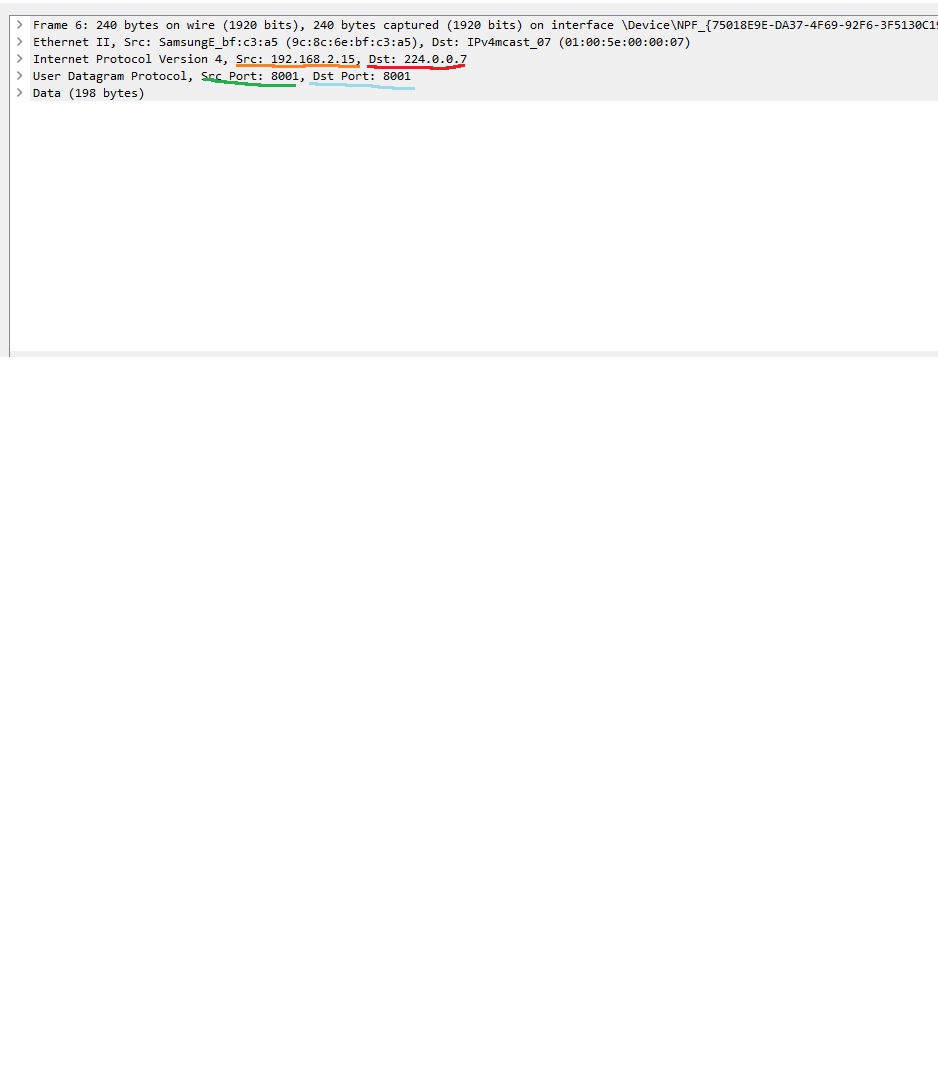 Frame 6: 240 bytes on wire (1920 bits), 240 bytes captured (1920 bits) on interface \Device\NPF_{75018E9E-DA37-4F69-92F6-3F5130C19
Ethernet II, Src: SamsungE_bf:c3:a5 (9c:8c:6e:bf:c3:a5), Dst: IPv4mcast_07 (01:00:5e:00:00:07)
Internet Protocol Version 4, Src: 192.168.2.15, Dst: 224.0.0.7
User Datagram Protocol, Src Port: 8001, Dst Port: 8001
Data (198 bytes)